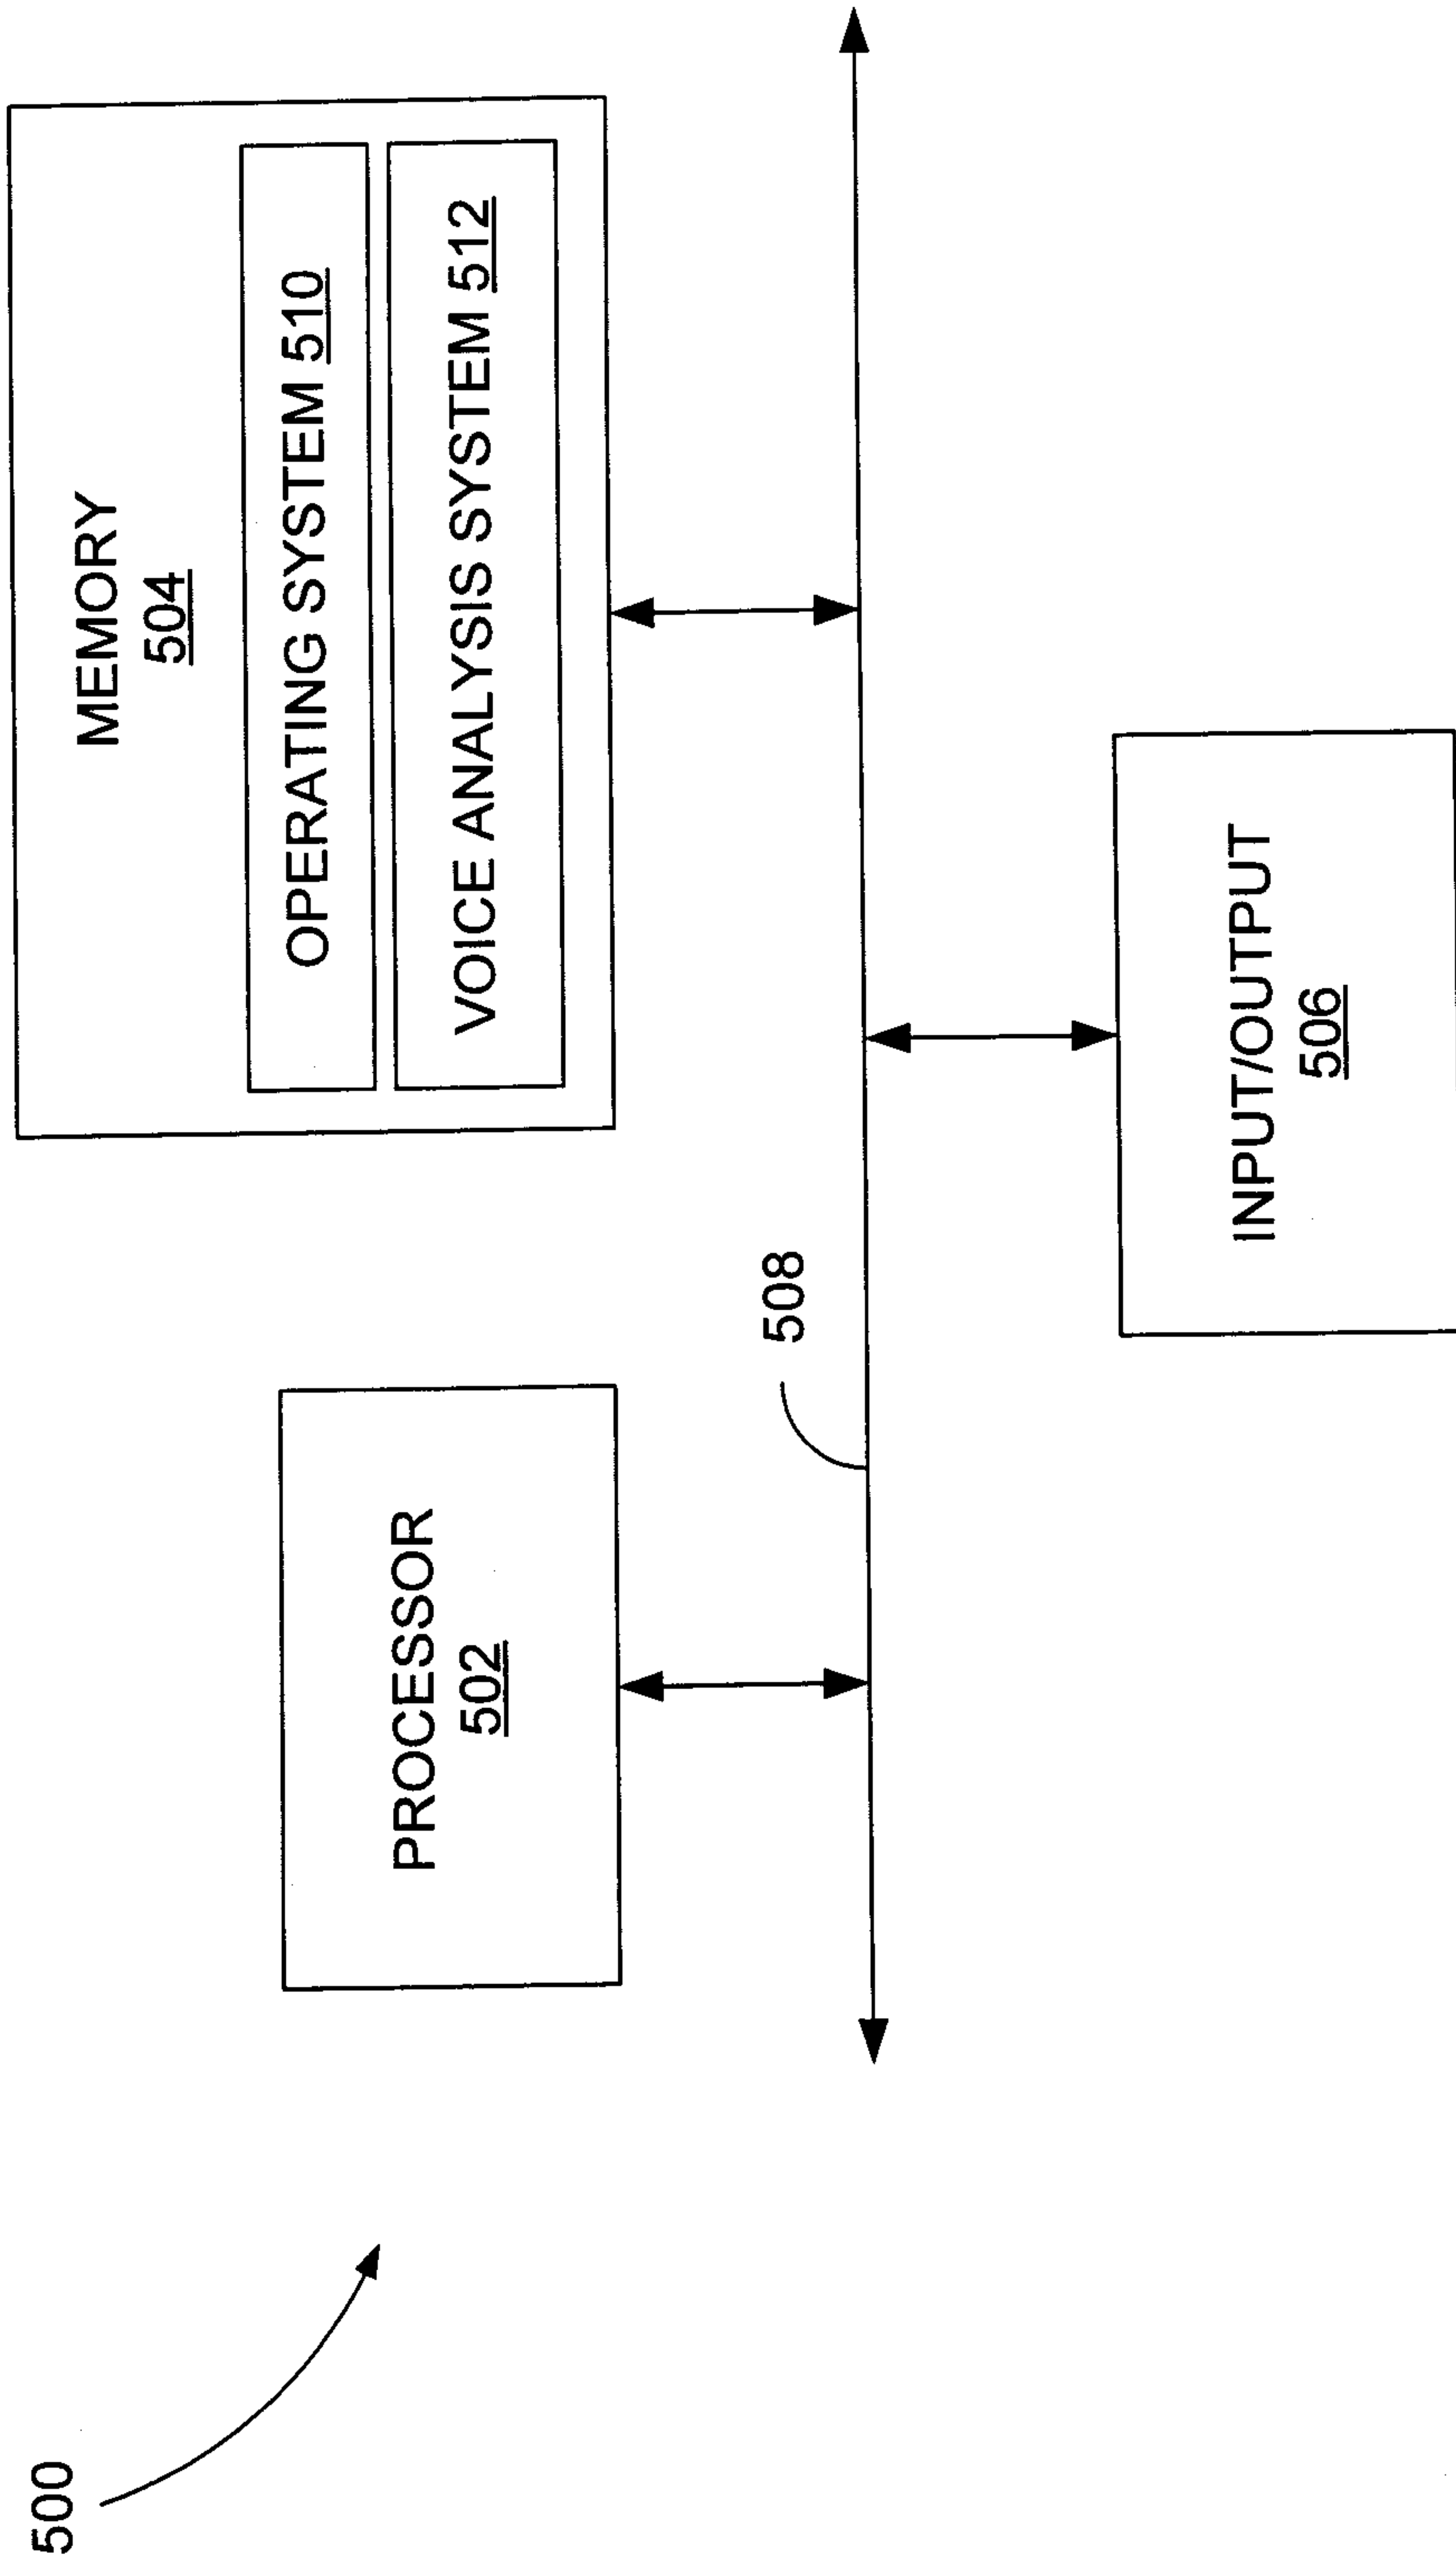 500
PROCESSOR
502
MEMORY
504
OPERATING SYSTEM 510
VOICE ANALYSIS SYSTEM 512
508
INPUT/OUTPUT
506